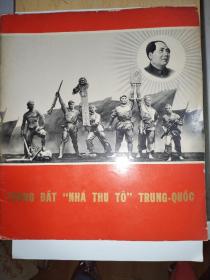 TƯỢNG ĐẤT “NHÀ THU TÔ” TRUNG-QUỐC